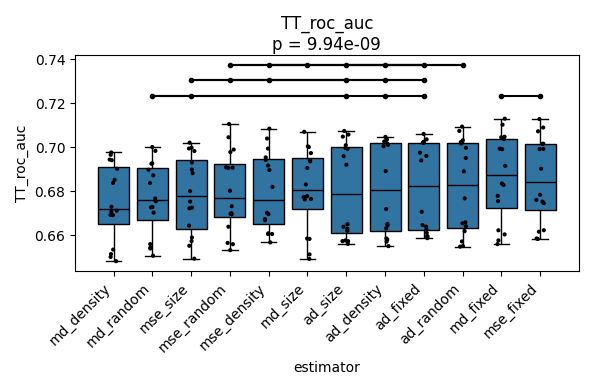 TT_roc_auc
p = 9.94e-09
TT_roc_auc
0.74
0.72
0.70
0.68
0.66
md_density
md_random
mse_size
mse_random
mse_density
md_size
ad_size
ad_density
ad_fixed
ad_random
md_fixed
mse_fixed
estimator